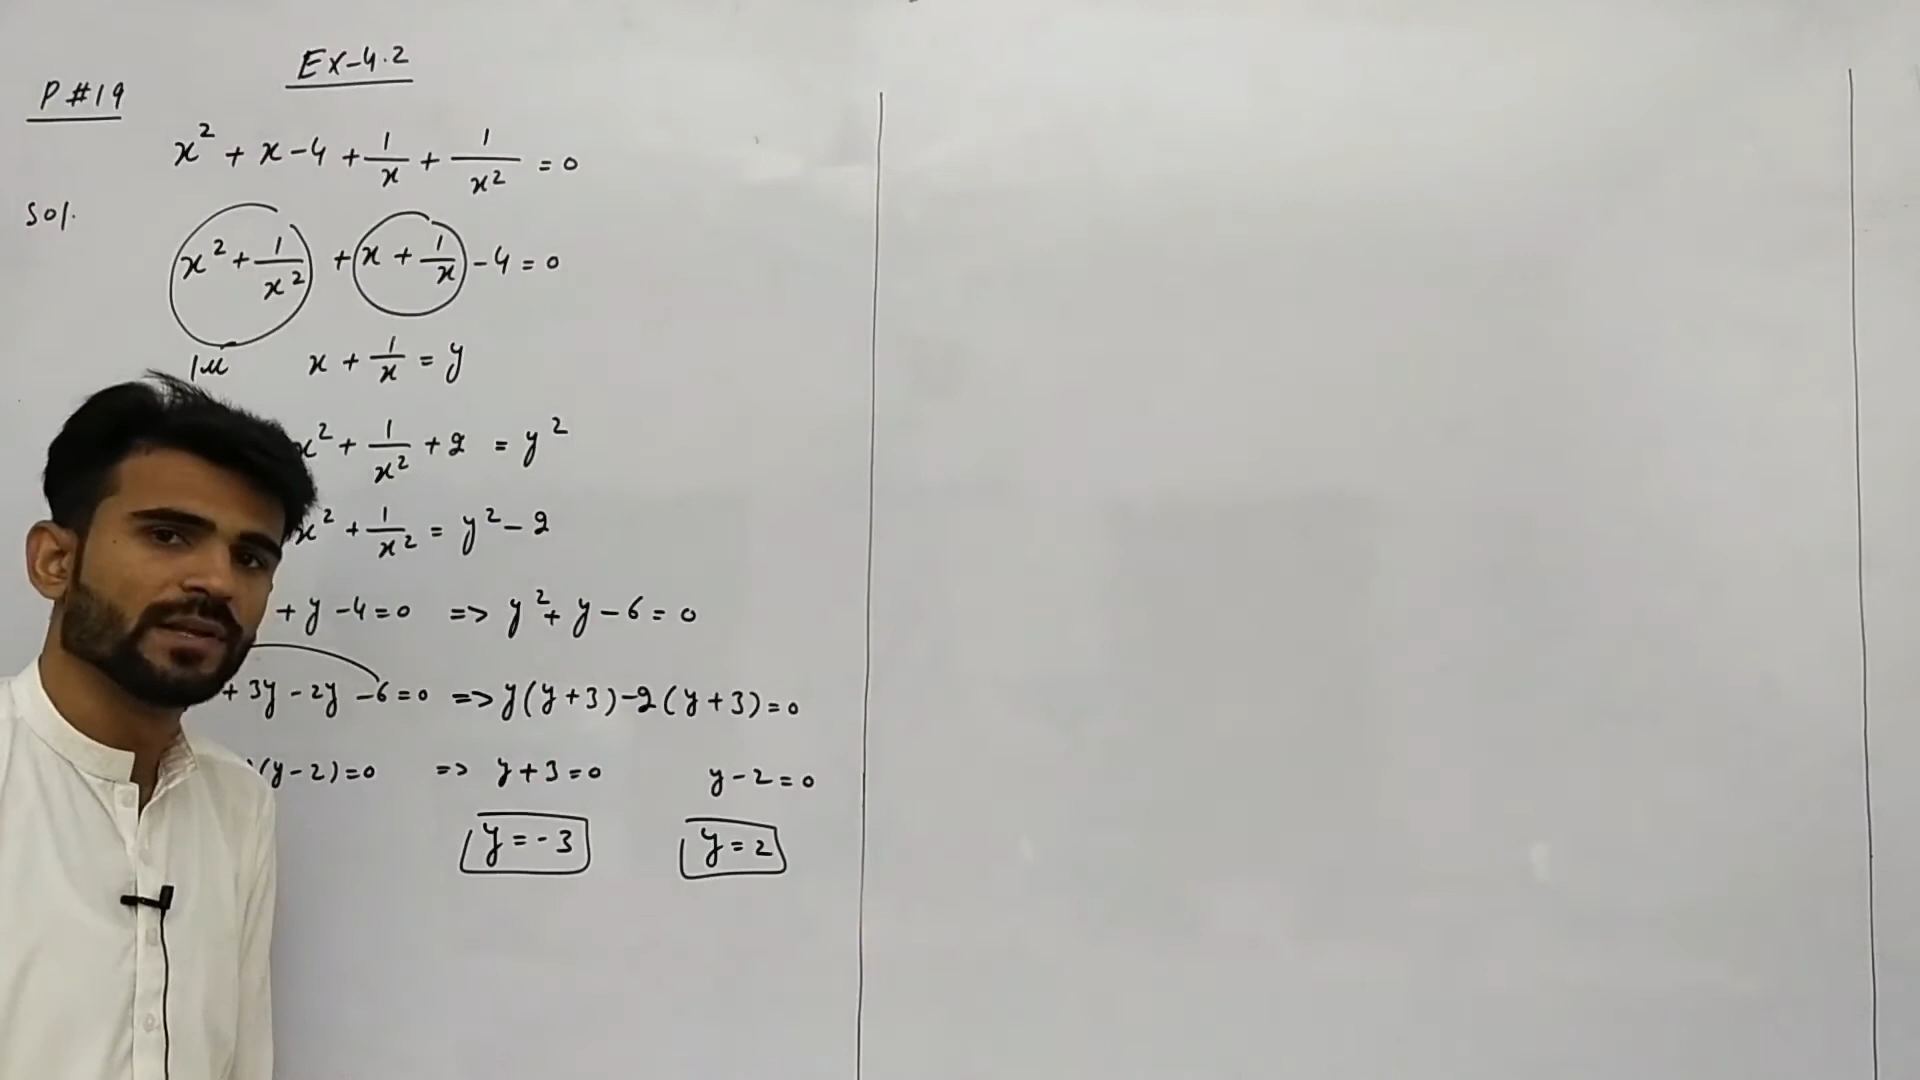 Ex-4.2
P#19
x² + x - 4 + 1/x + 1/x² = 0
Sol.
x² + 1/x² + x + 1/x - 4 = 0
x + 1/x = y
x² + 1/x² + 2 = y²
x² + 1/x² = y² - 2
+ y - 4 = 0 => y² + y - 6 = 0
+ 3y - 2y - 6 = 0 => y(y + 3) - 2(y + 3) = 0
(y - 2) = 0 => y + 3 = 0 y - 2 = 0
y = -3 y = 2